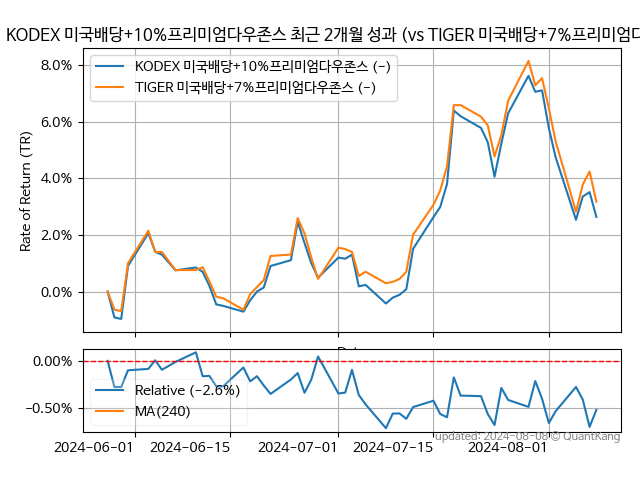 KODEX 미국배당+10%프리미엄다우존스 최근 2개월 성과 (vs TIGER 미국배당+7%프리미엄다
KODEX 미국배당+10%프리미엄다우존스 (-)
TIGER 미국배당+7%프리미엄다우존스 (-)
Rate of Return (TR)
8.0%
6.0%
4.0%
2.0%
0.0%
0.00%
−0.50%
Relative (-2.6%)
MA(240)
2024-06-01
2024-06-15
2024-07-01
2024-07-15
2024-08-01
updated: 2024-08-08 © QuantKang